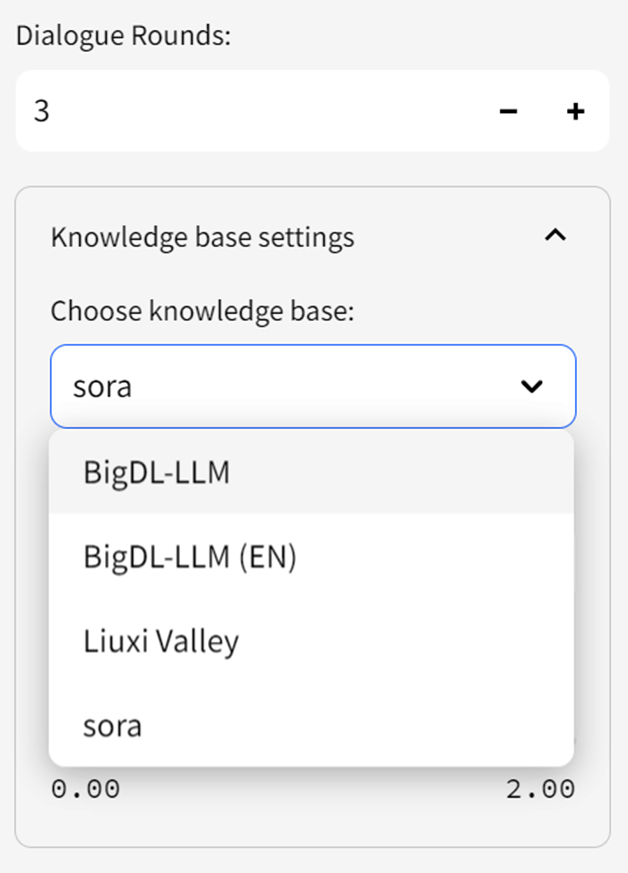 Dialogue Rounds:
3 − +
Knowledge base settings
Choose knowledge base:
sora
BigDL-LLM
BigDL-LLM (EN)
Liuxi Valley
sora
0.00 2.00